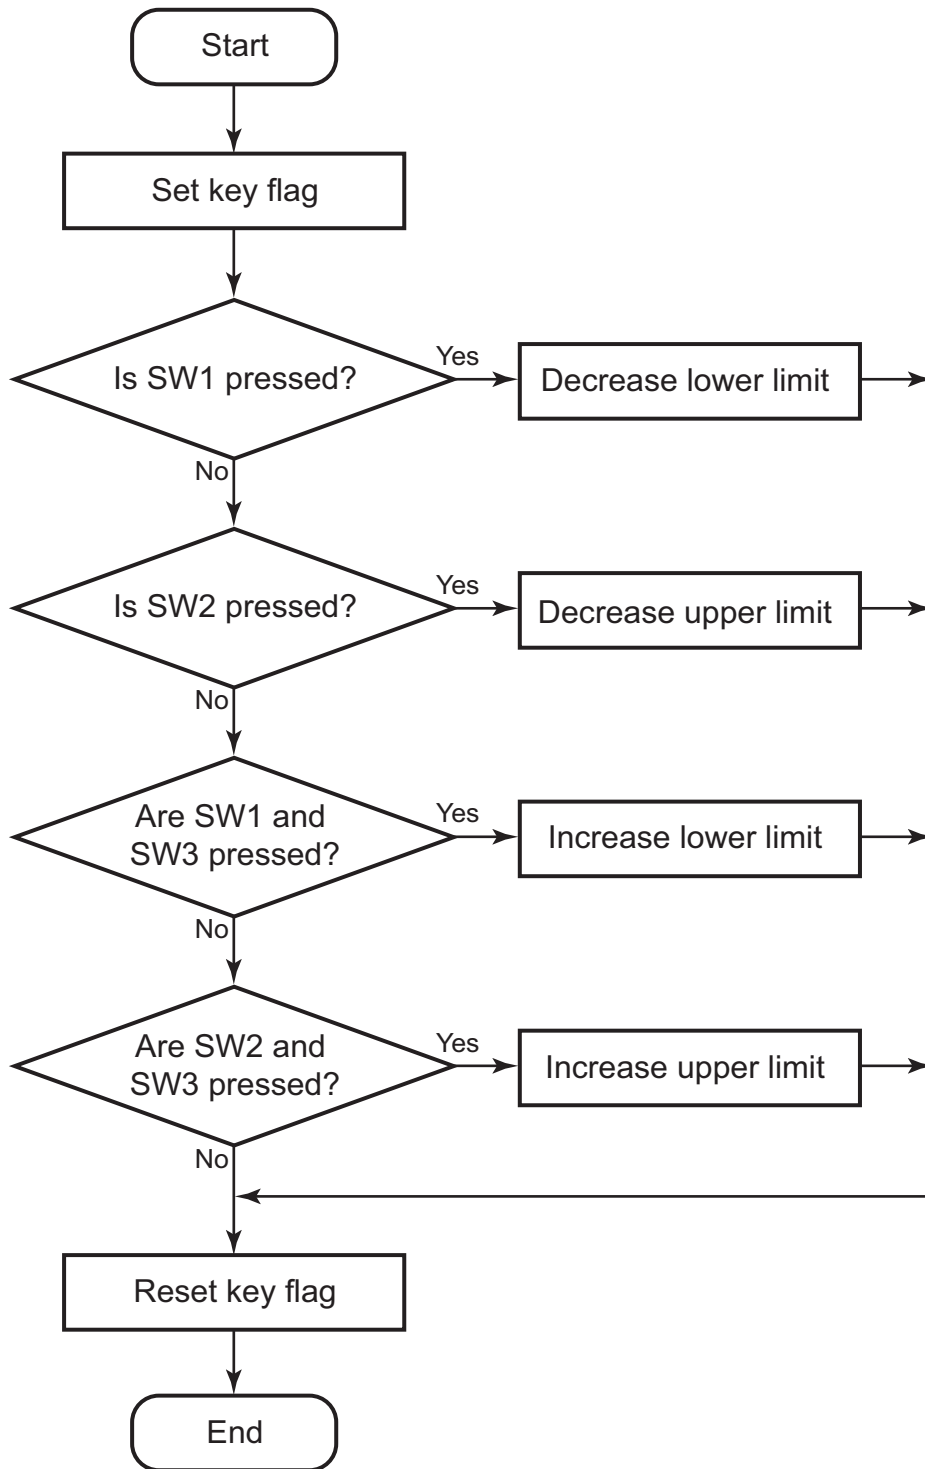 Start
Set key flag
Is SW1 pressed?
Yes
Decrease lower limit
No
Is SW2 pressed?
Yes
Decrease upper limit
No
Are SW1 and
SW3 pressed?
Yes
Increase lower limit
No
Are SW2 and
SW3 pressed?
Yes
Increase upper limit
No
Reset key flag
End